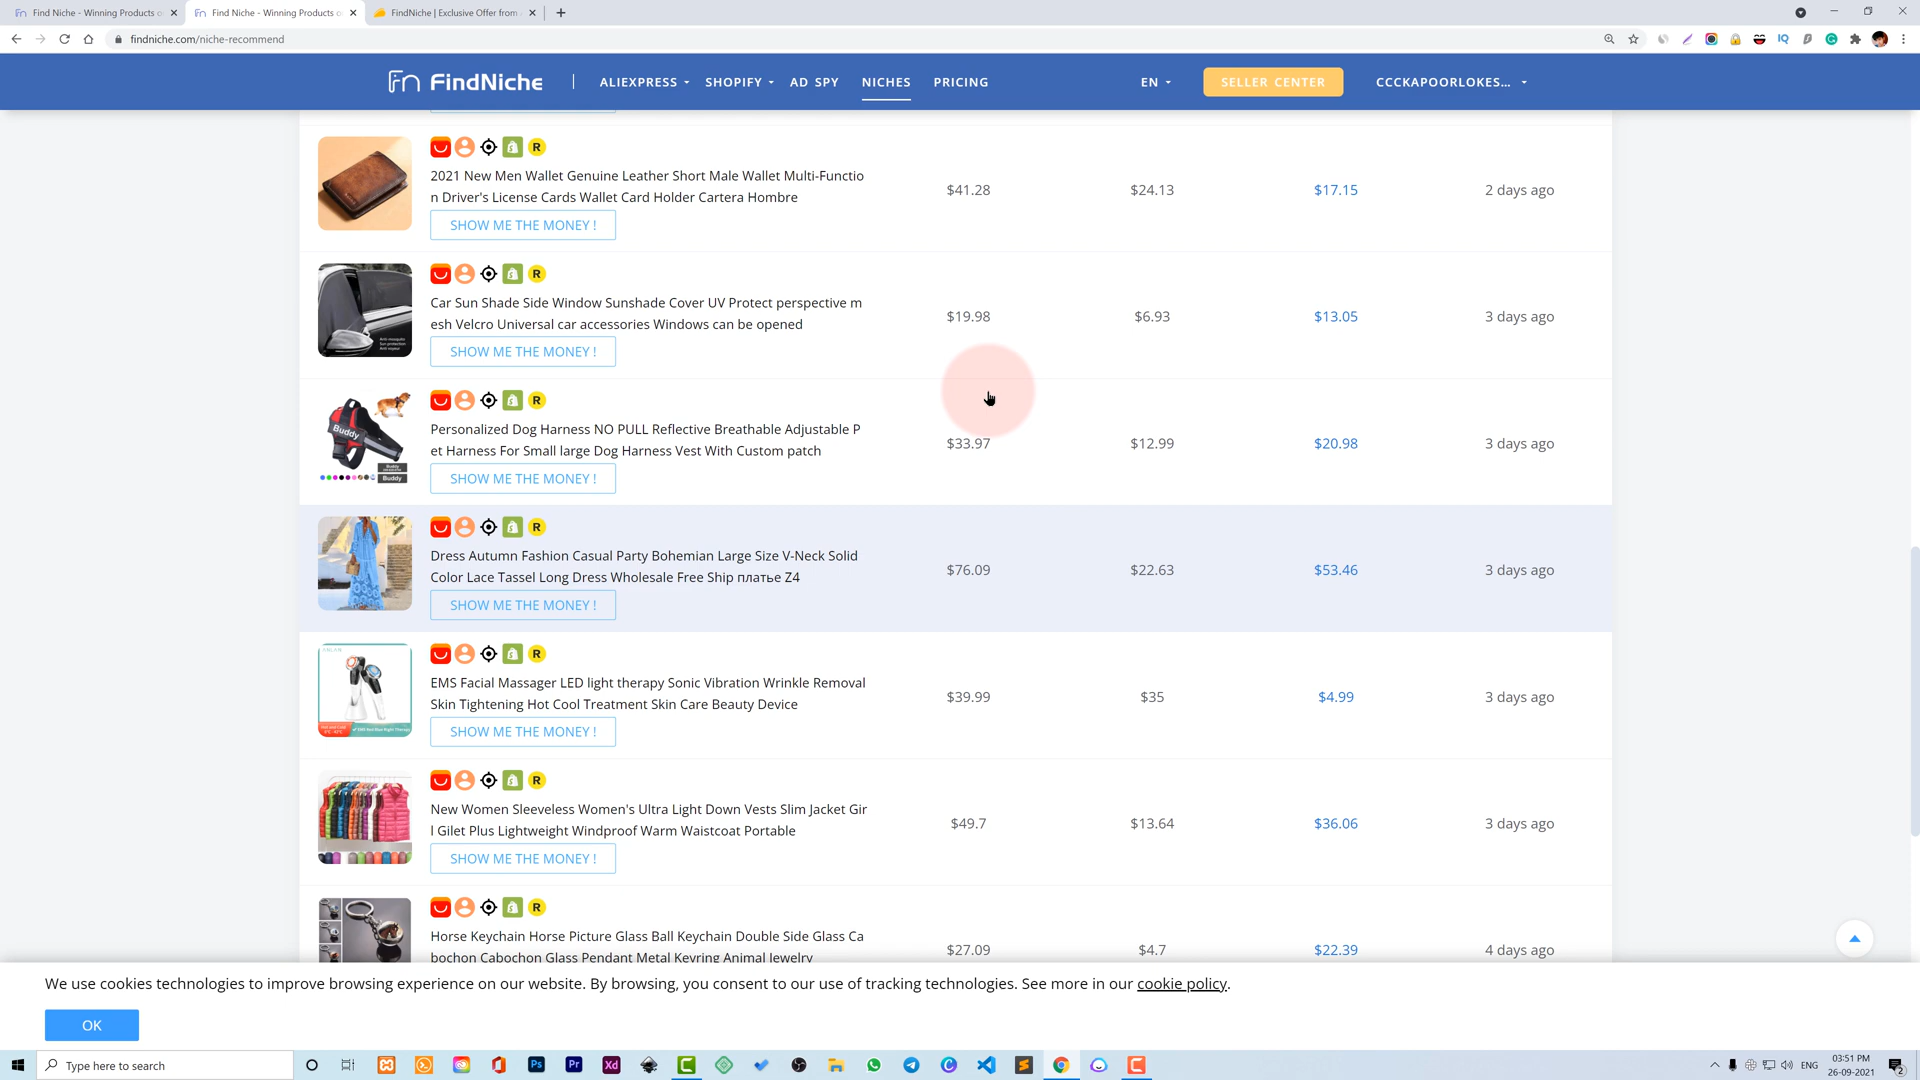 Find Niche - Winning Products o
Find Niche - Winning Products o
FindNiche | Exclusive Offer from
findniche.com/niche-recommend
FindNiche
ALIEXPRESS
SHOPIFY
AD SPY
NICHES
PRICING
EN
SELLER CENTER
CCCKAPOORLOKES...
R
2021 New Men Wallet Genuine Leather Short Male Wallet Multi-Functio
n Driver's License Cards Wallet Card Holder Cartera Hombre
SHOW ME THE MONEY !
$41.28
$24.13
$17.15
2 days ago
R
Car Sun Shade Side Window Sunshade Cover UV Protect perspective m
esh Velcro Universal car accessories Windows can be opened
SHOW ME THE MONEY !
$19.98
$6.93
$13.05
3 days ago
Buddy
Buddy
R
Personalized Dog Harness NO PULL Reflective Breathable Adjustable P
et Harness For Small large Dog Harness Vest With Custom patch
SHOW ME THE MONEY !
$33.97
$12.99
$20.98
3 days ago
R
Dress Autumn Fashion Casual Party Bohemian Large Size V-Neck Solid
Color Lace Tassel Long Dress Wholesale Free Ship платье Z4
SHOW ME THE MONEY !
$76.09
$22.63
$53.46
3 days ago
R
EMS Facial Massager LED light therapy Sonic Vibration Wrinkle Removal
Skin Tightening Hot Cool Treatment Skin Care Beauty Device
SHOW ME THE MONEY !
$39.99
$35
$4.99
3 days ago
R
New Women Sleeveless Women's Ultra Light Down Vests Slim Jacket Gir
l Gilet Plus Lightweight Windproof Warm Waistcoat Portable
SHOW ME THE MONEY !
$49.7
$13.64
$36.06
3 days ago
R
Horse Keychain Horse Picture Glass Ball Keychain Double Side Glass Ca
bochon Cabochon Glass Pendant Metal Keyring Animal Jewelry
$27.09
$4.7
$22.39
4 days ago
We use cookies technologies to improve browsing experience on our website. By browsing, you consent to our use of tracking technologies. See more in our cookie policy.
OK
Type here to search
ENG
03:51 PM
26-09-2021